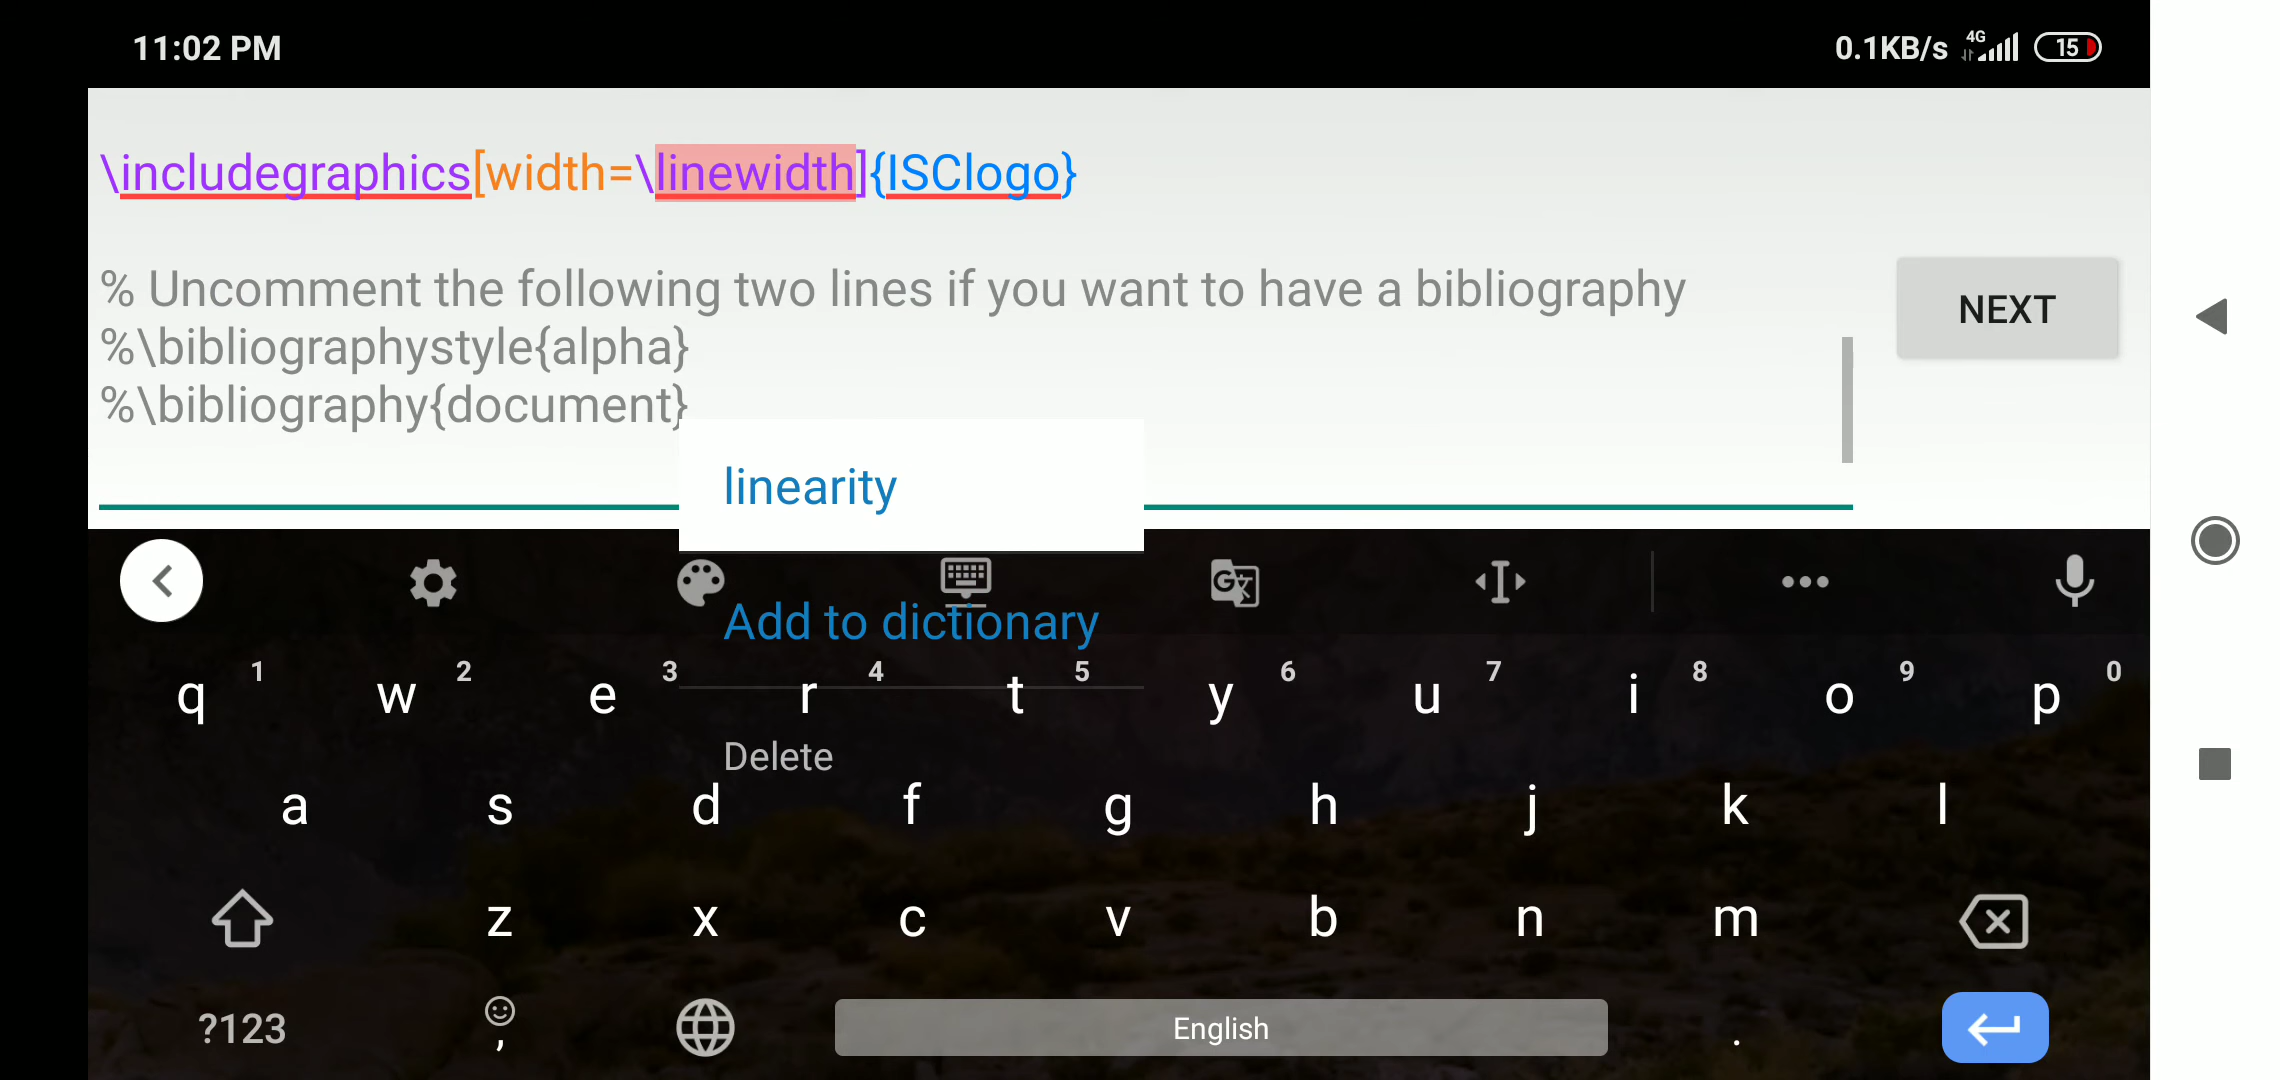 11:02 PM
0.1KB/s 4G 15
\includegraphics[width=\linewidth]{ISClogo}
% Uncomment the following two lines if you want to have a bibliography
%\bibliographystyle{alpha}
%\bibliography{document}
NEXT
linearity
Add to dictionary
Delete
q 1 w 2 e 3 r 4 t 5 y 6 u 7 i 8 o 9 p 0
a s d f g h j k l
z x c v b n m
?123 , English .